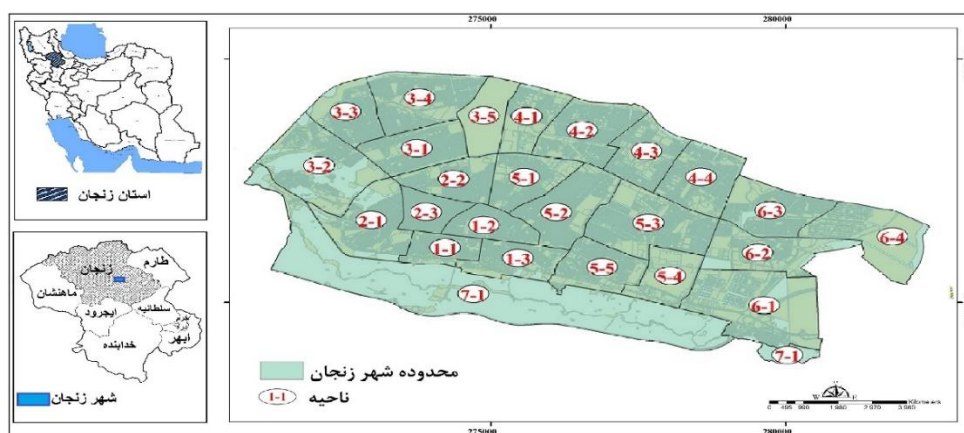 استان زنجان
طارم
زنجان
ماهنشان
ایجرود
سلطانیه
ابهر
خدابنده
شهر زنجان
275000
280000
3-4
3-3
3-5
4-1
4-2
3-1
4-3
3-2
2-2
5-1
4-4
2-1
2-3
1-2
5-2
5-3
6-3
6-4
1-1
1-3
5-5
5-4
6-2
7-1
6-1
7-1
محدوده شهر زنجان
1-1
ناحیه
275000
280000